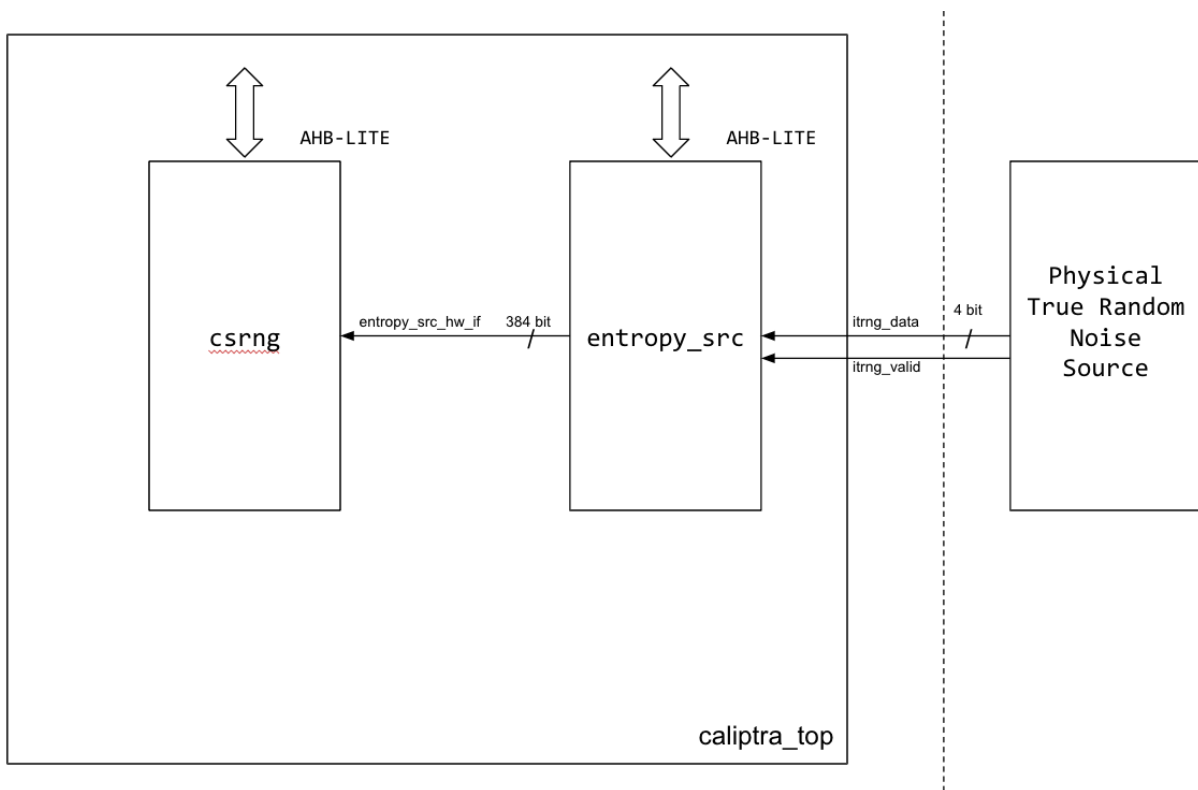 AHB-LITE
AHB-LITE
csrng
entropy_src_hw_if
384 bit
entropy_src
itrng_data
4 bit
itrng_valid
Physical
True Random
Noise
Source
caliptra_top